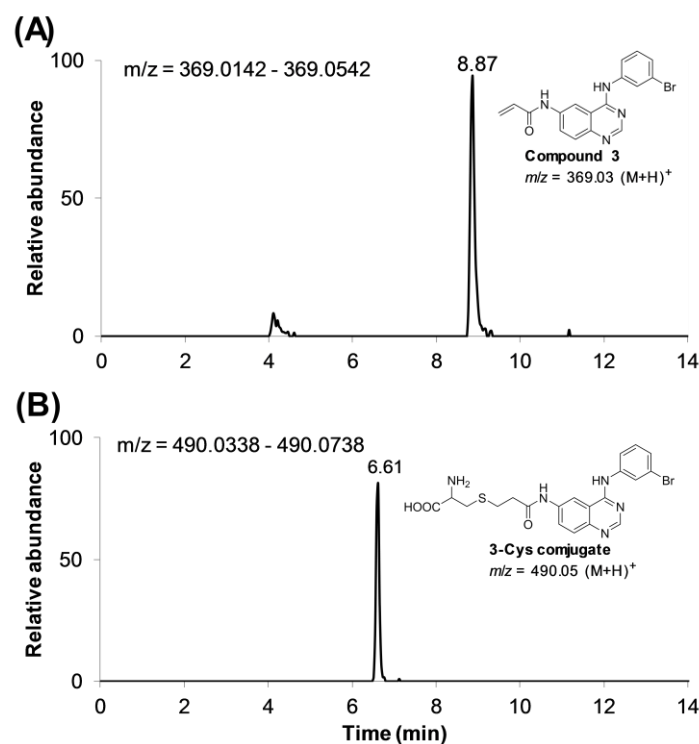 (A)
m/z = 369.0142 - 369.0542
8.87
HN
Br
H
N
O
N
N
Compound 3
m/z = 369.03 (M+H)+
Relative abundance
100
50
0
0 2 4 6 8 10 12 14
(B)
m/z = 490.0338 - 490.0738
6.61
NH2
HOOC
S
H
N
O
HN
Br
N
N
3-Cys comjugate
m/z = 490.05 (M+H)+
Relative abundance
100
50
0
0 2 4 6 8 10 12 14
Time (min)